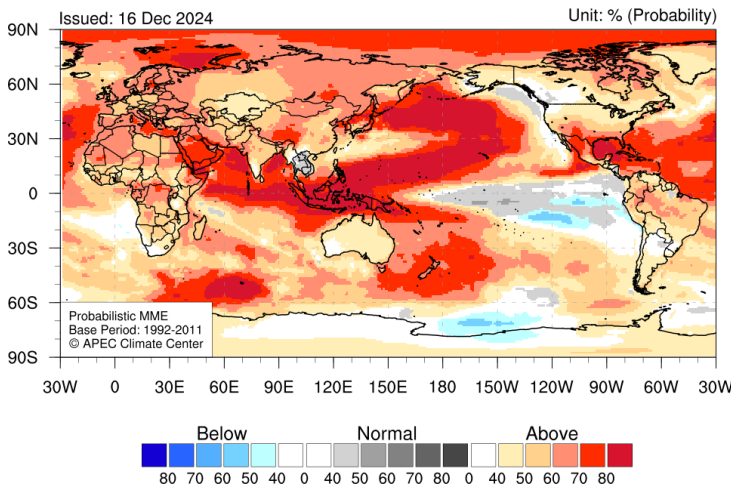 Issued: 16 Dec 2024
Unit: % (Probability)
90N
60N
30N
0
30S
60S
90S
Probabilistic MME
Base Period: 1992-2011
© APEC Climate Center
30W 0 30E 60E 90E 120E 150E 180 150W 120W 90W 60W 30W
Below Normal Above
80 70 60 50 40 0 40 50 60 70 80 0 40 50 60 70 80